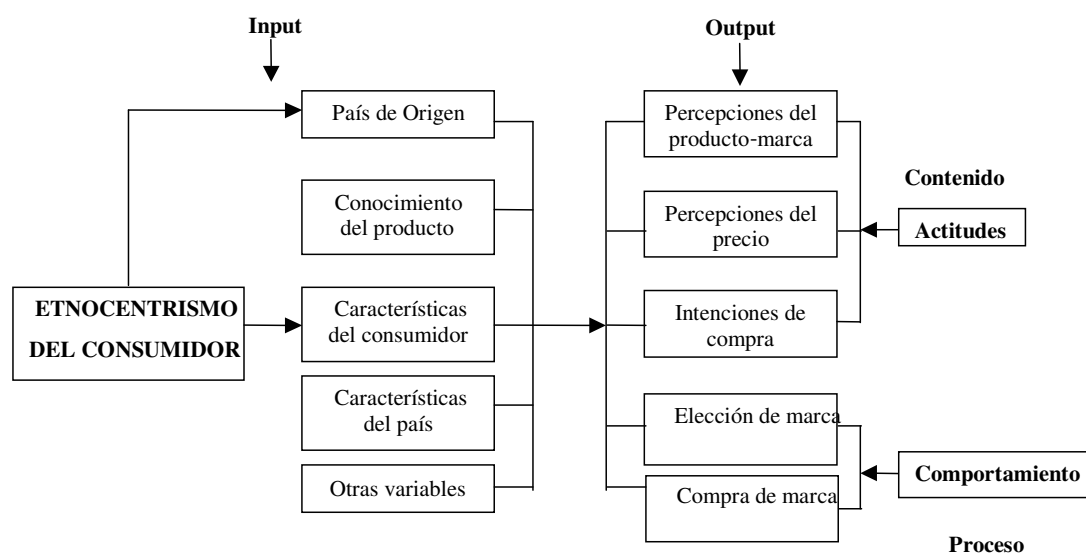 Input
Output
País de Origen
Conocimiento
del producto
ETNOCENTRISMO
DEL CONSUMIDOR
Características
del consumidor
Características
del país
Otras variables
Percepciones del
producto-marca
Percepciones del
precio
Intenciones de
compra
Elección de marca
Compra de marca
Contenido
Actitudes
Comportamiento
Proceso